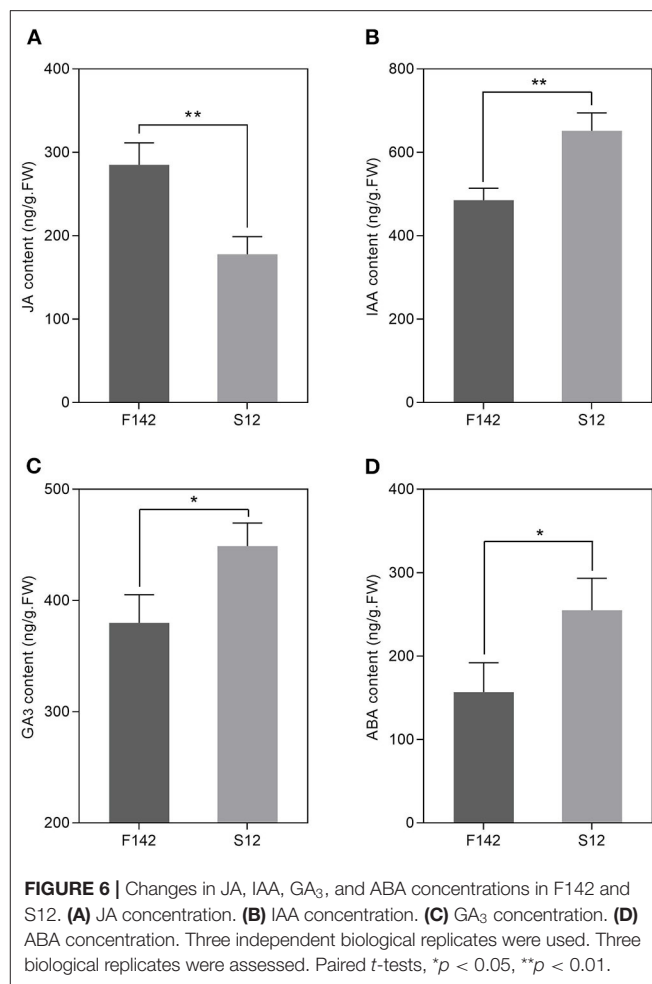 A
B
400
300
200
100
0
JA content (ng/g.FW)
**
F142
S12
800
600
400
200
0
IAA content (ng/g.FW)
**
F142
S12
C
D
500
400
300
200
GA3 content (ng/g.FW)
*
F142
S12
400
300
200
100
0
ABA content (ng/g.FW)
*
F142
S12
FIGURE 6 | Changes in JA, IAA, GA₃, and ABA concentrations in F142 and
S12. (A) JA concentration. (B) IAA concentration. (C) GA₃ concentration. (D)
ABA concentration. Three independent biological replicates were used. Three
biological replicates were assessed. Paired t-tests, *p < 0.05, **p < 0.01.